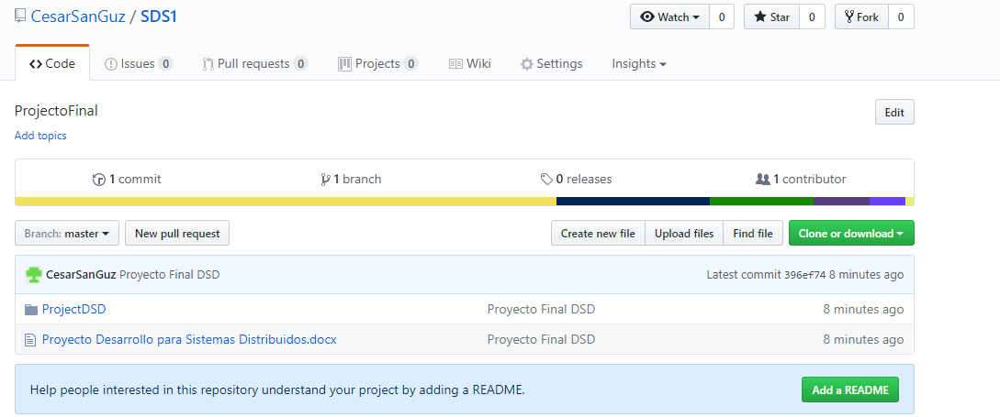 CesarSanGuz / SDS1 Watch 0 Star 0 Fork 0
Code Issues 0 Pull requests 0 Projects 0 Wiki Settings Insights
ProjectoFinal Edit
Add topics
1 commit 1 branch 0 releases 1 contributor
Branch: master New pull request Create new file Upload files Find file Clone or download
CesarSanGuz Proyecto Final DSD Latest commit 396ef74 8 minutes ago
ProjectDSD Proyecto Final DSD 8 minutes ago
Proyecto Desarrollo para Sistemas Distribuidos.docx Proyecto Final DSD 8 minutes ago
Help people interested in this repository understand your project by adding a README. Add a README